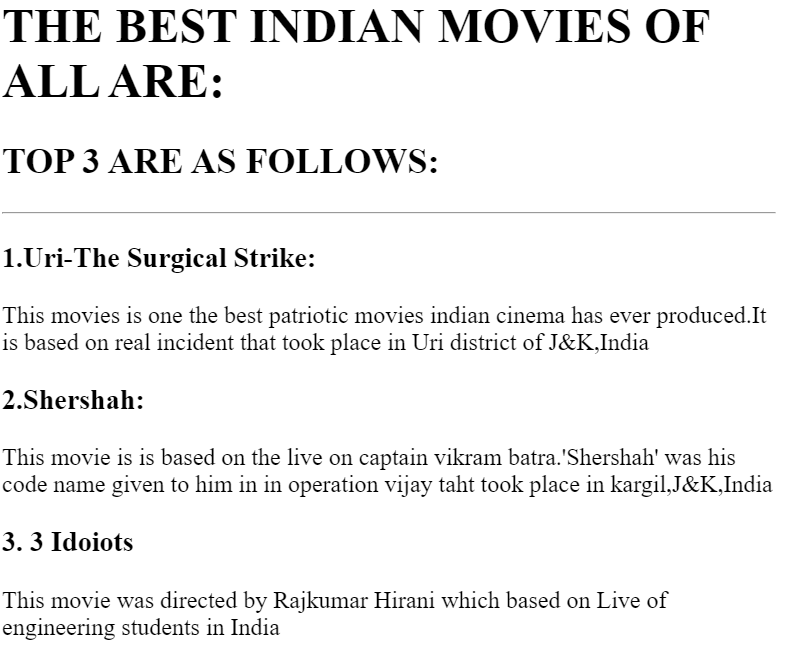 THE BEST INDIAN MOVIES OF
ALL ARE:
TOP 3 ARE AS FOLLOWS:
1.Uri-The Surgical Strike:
This movies is one the best patriotic movies indian cinema has ever produced.It
is based on real incident that took place in Uri district of J&K,India
2.Shershah:
This movie is is based on the live on captain vikram batra.'Shershah' was his
code name given to him in in operation vijay taht took place in kargil,J&K,India
3. 3 Idoiots
This movie was directed by Rajkumar Hirani which based on Live of
engineering students in India